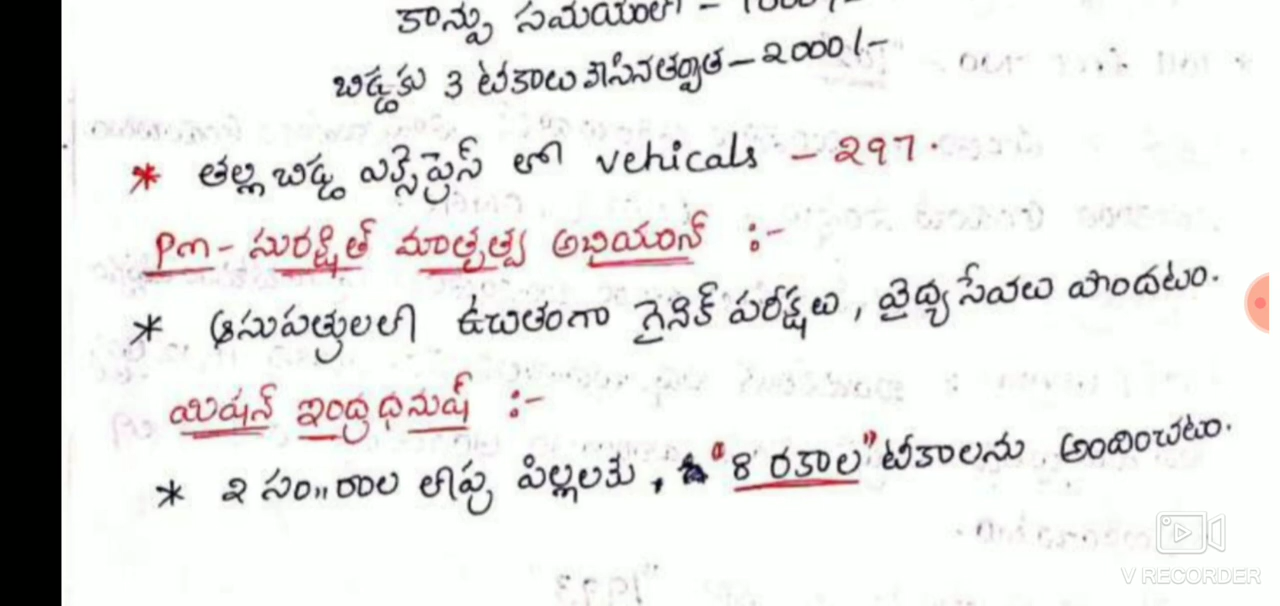 కాన్పు సమయంలో - 1000/-
బిడ్డకు 3 టీకాలు వేసిన తర్వాత - 2000/-
* తల్లి బిడ్డ ఎక్స్‌ప్రెస్ లో vehicals - 297.
Pm - సురక్షిత్ మాతృత్వ అభియాన్ :-
* ఆసుపత్రులలో ఉచితంగా గైనిక్ పరీక్షలు, వైద్య సేవలు పొందటం.
మిషన్ ఇంద్రధనుష్ :-
* 2 సం,, రాల లోపు పిల్లలకు, "8 రకాల" టీకాలను అందించటం.
V RECORDER